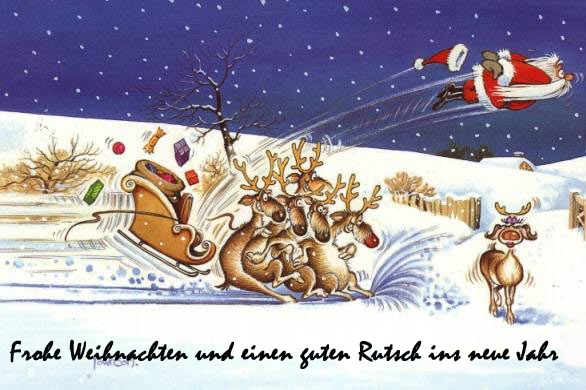 Frohe Weihnachten und einen guten Rutsch ins neue Jahr